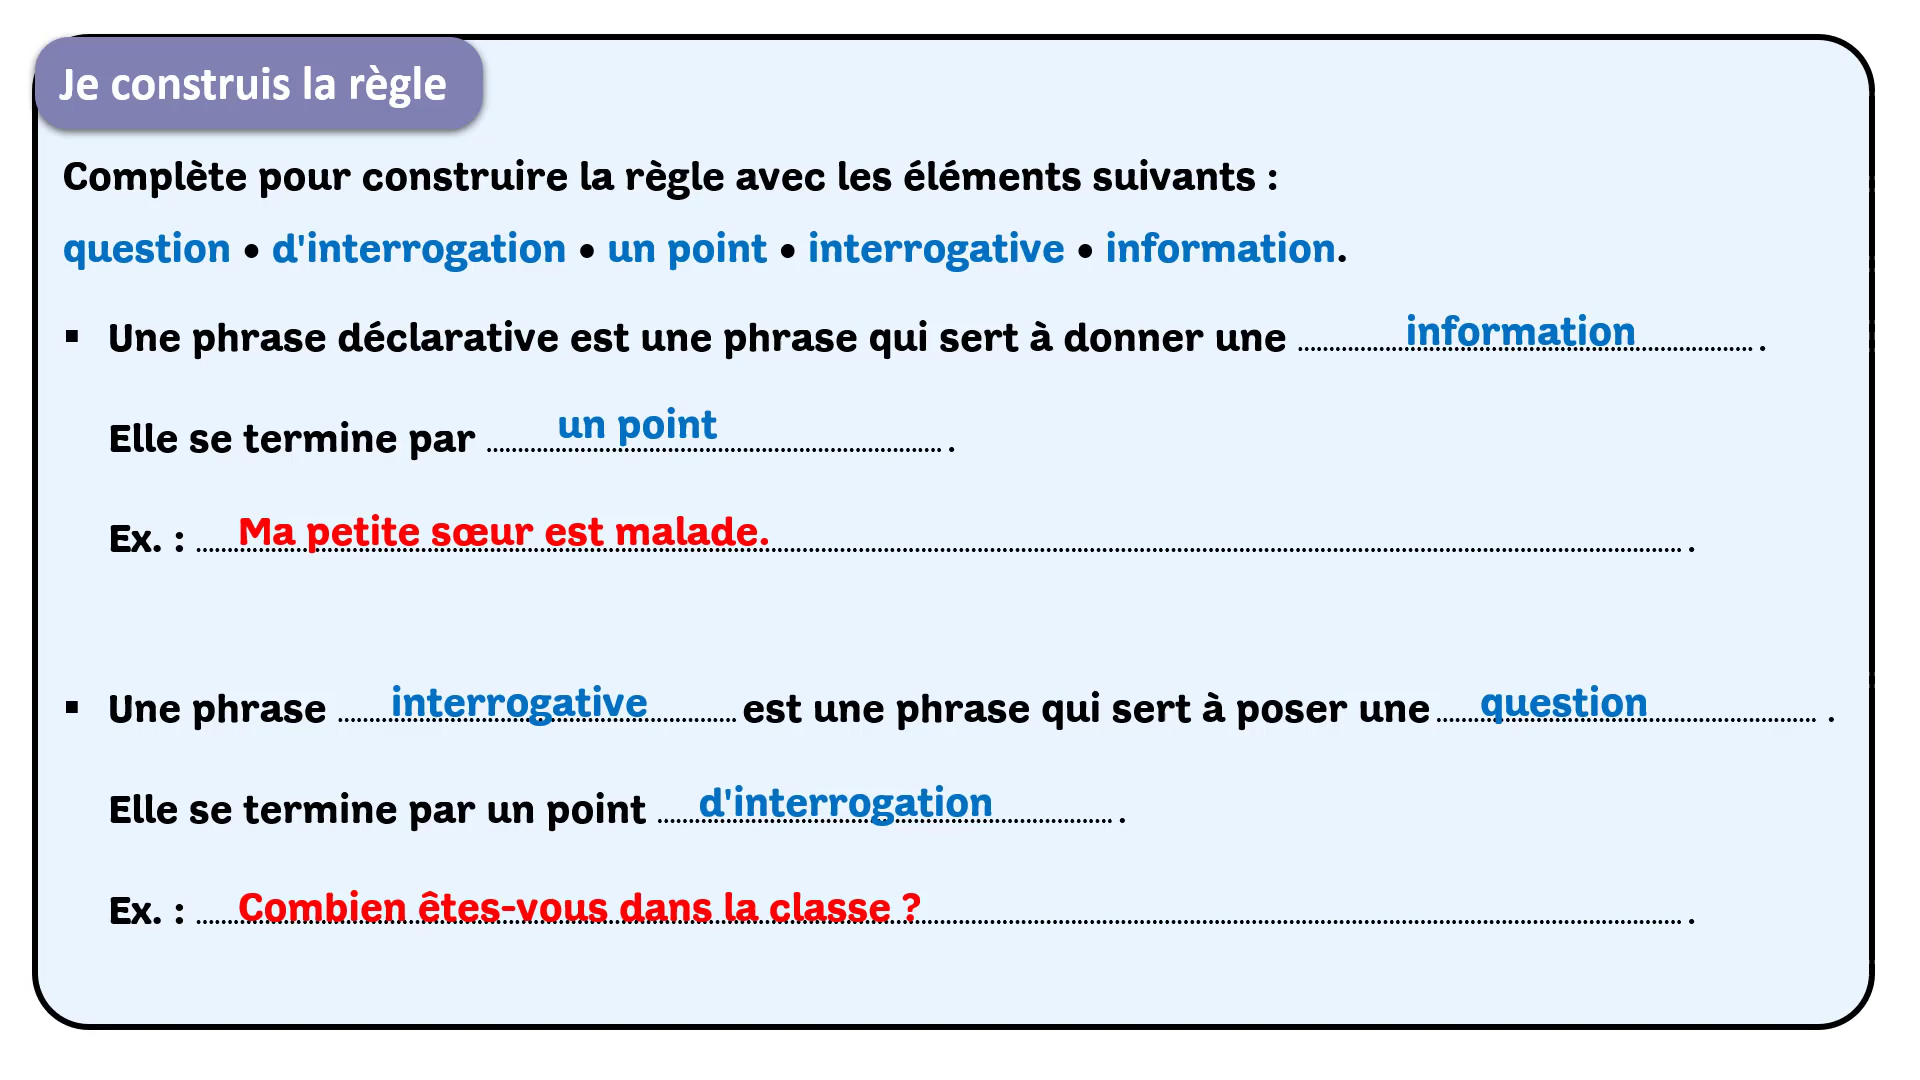 Je construis la règle
Complète pour construire la règle avec les éléments suivants :
question • d'interrogation • un point • interrogative • information.
▪ Une phrase déclarative est une phrase qui sert à donner une ......information...... .
Elle se termine par ......un point...... .
Ex. : ......Ma petite sœur est malade....... .
▪ Une phrase ......interrogative...... est une phrase qui sert à poser une ......question...... .
Elle se termine par un point ......d'interrogation...... .
Ex. : ......Combien êtes-vous dans la classe ?...... .